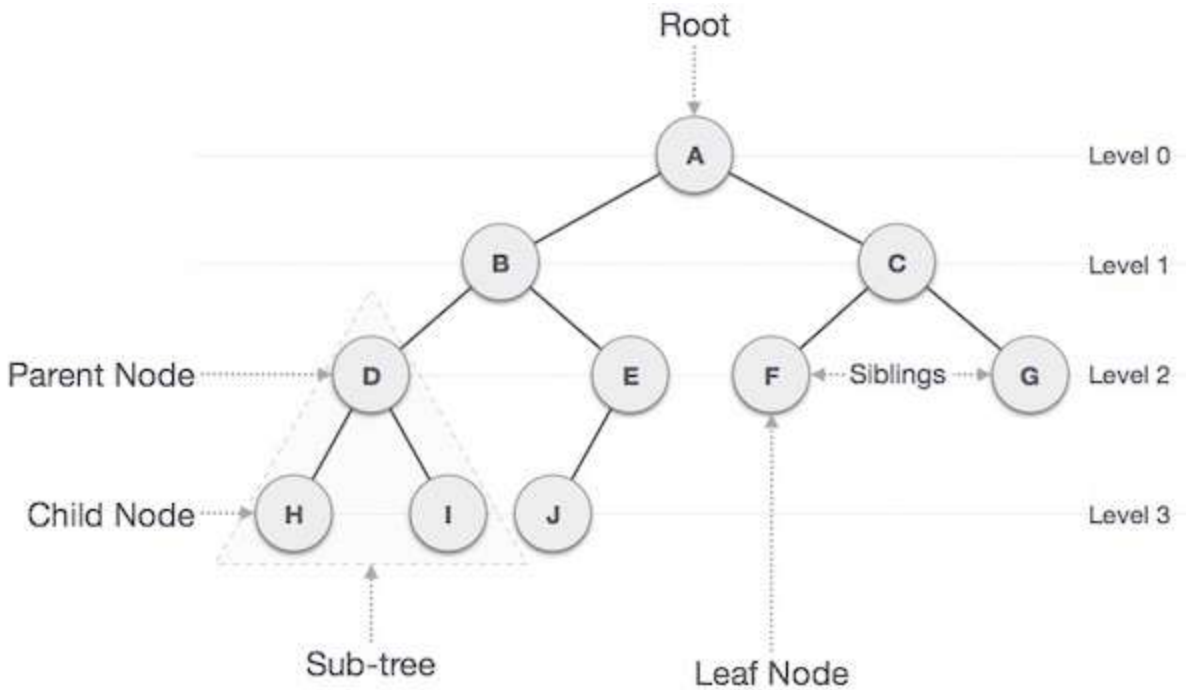 Root
A
Level 0
B
C
Level 1
Parent Node
D
E
F
Siblings
G
Level 2
Child Node
H
I
J
Level 3
Sub-tree
Leaf Node